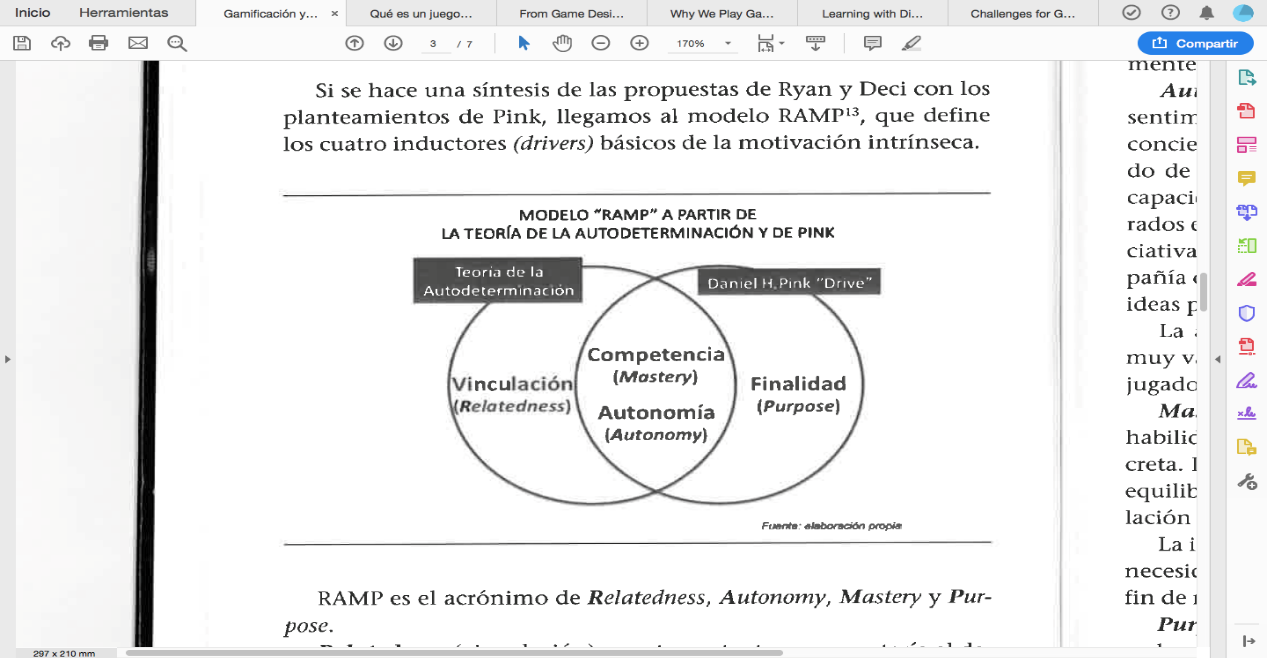 Inicio
Herramientas
Gamificación y...
Qué es un juego...
From Game Desi...
Why We Play Ga...
Learning with Di...
Challenges for G...
3 / 7
170%
Compartir
Si se hace una síntesis de las propuestas de Ryan y Deci con los
planteamientos de Pink, llegamos al modelo RAMP¹³, que define
los cuatro inductores (drivers) básicos de la motivación intrínseca.
MODELO "RAMP" A PARTIR DE
LA TEORÍA DE LA AUTODETERMINACIÓN Y DE PINK
Teoría de la
Autodeterminación
Daniel H. Pink "Drive"
Vinculación
(Relatedness)
Competencia
(Mastery)
Autonomía
(Autonomy)
Finalidad
(Purpose)
Fuente: elaboración propia
RAMP es el acrónimo de Relatedness, Autonomy, Mastery y Pur-
pose.
mente
Au
sentim
concie
do de
capaci
rados e
ciativa
pañía
ideas p
La
muy v
jugado
Ma
habilid
creta.
equilib
lación
La i
necesid
fin de
Pur
297 x 210 mm